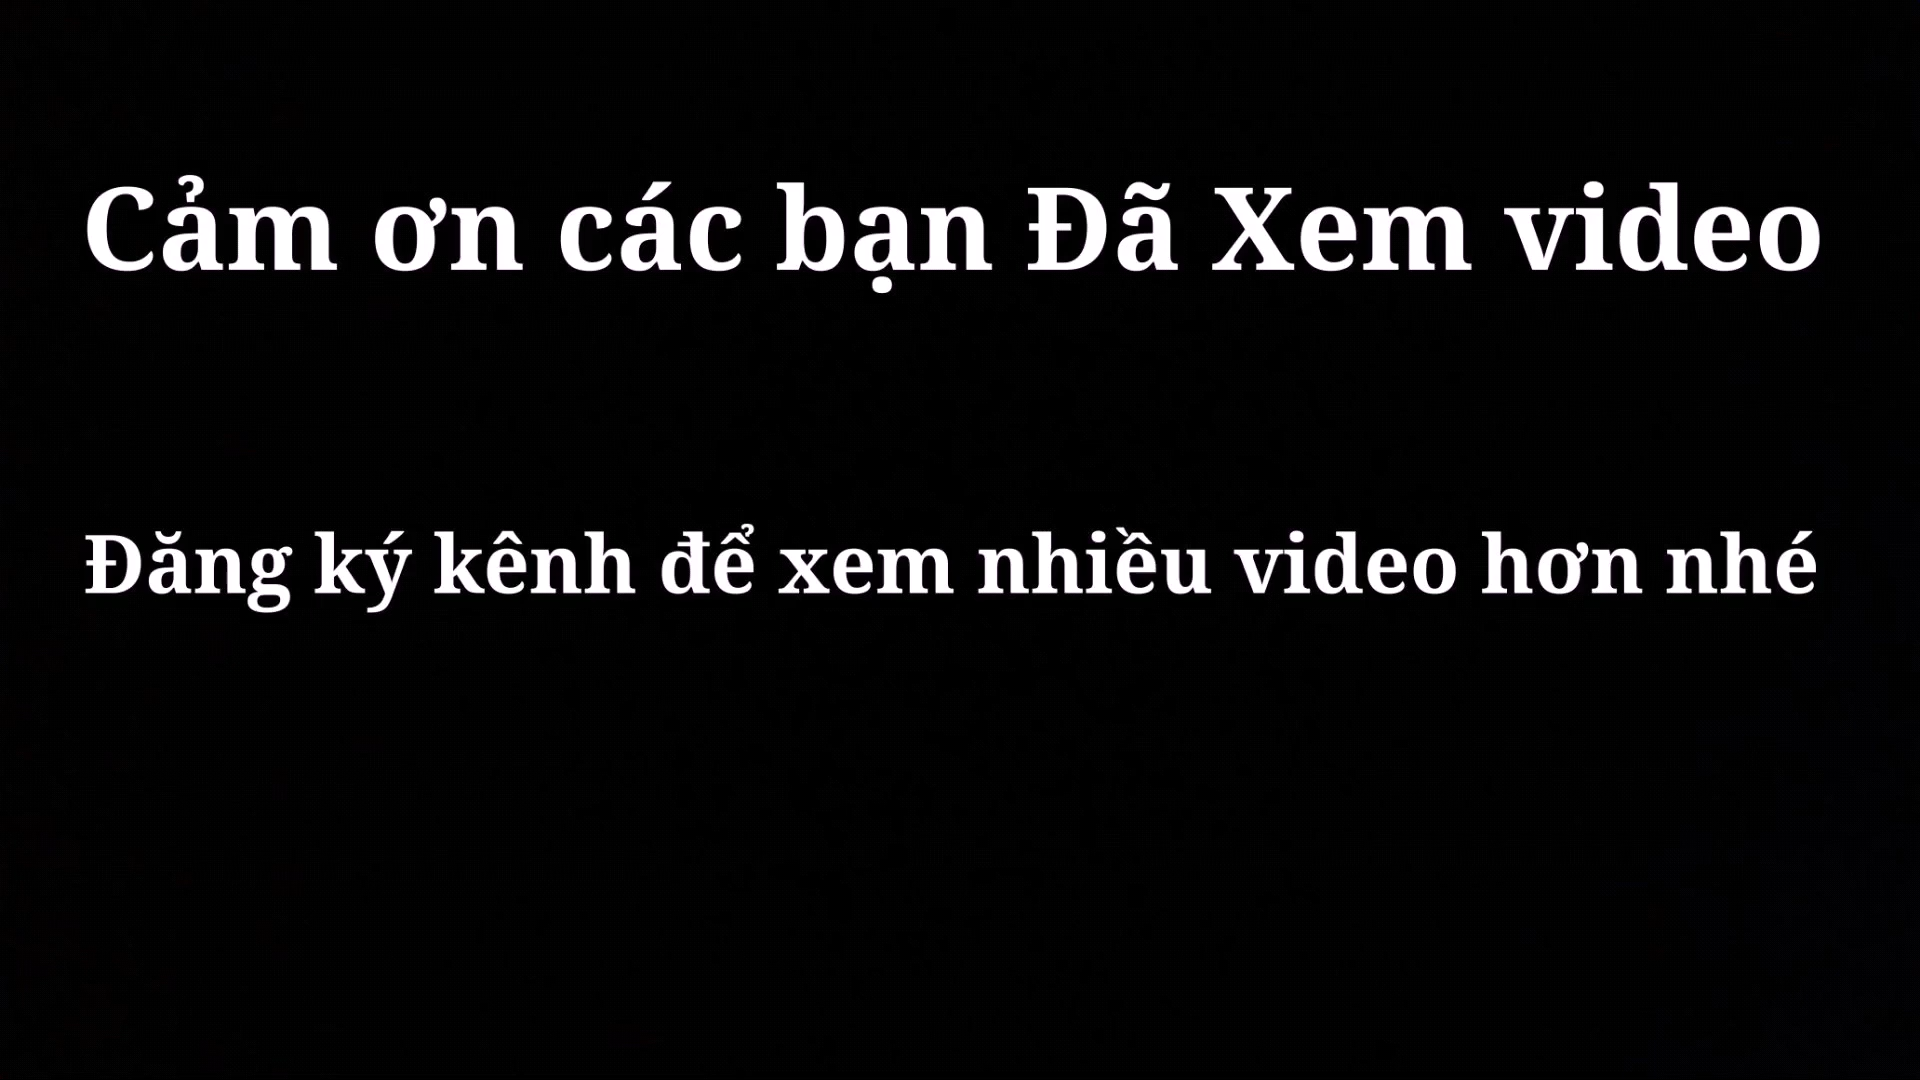 Cảm ơn các bạn Đã Xem video
Đăng ký kênh để xem nhiều video hơn nhé